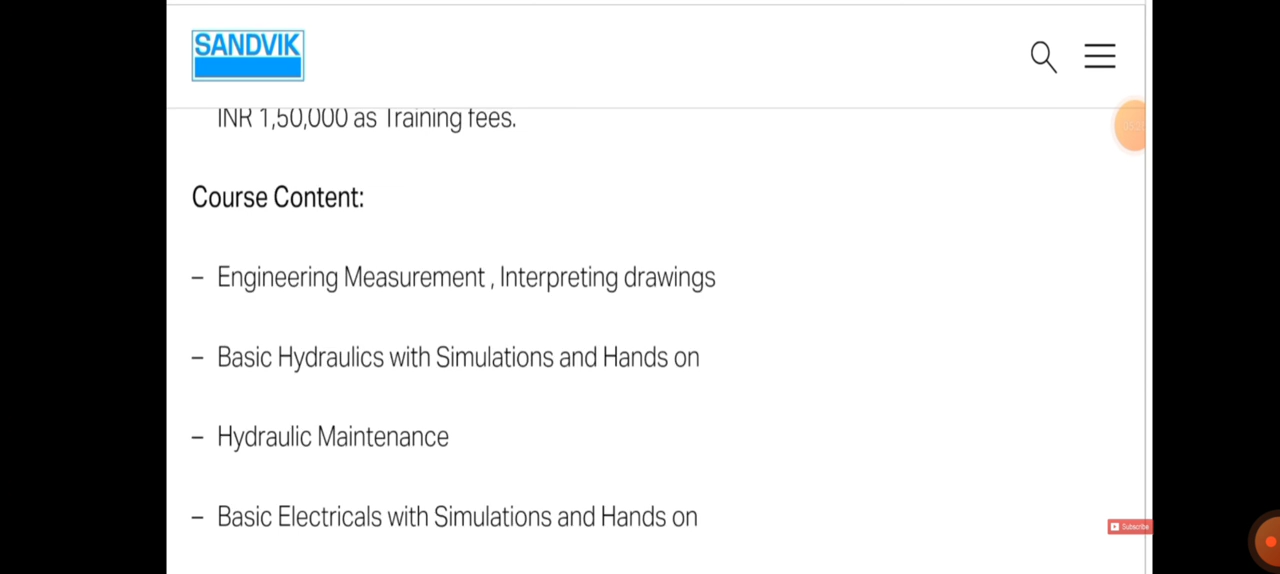 SANDVIK
INR 1,50,000 as Training fees.
Course Content:
– Engineering Measurement , Interpreting drawings
– Basic Hydraulics with Simulations and Hands on
– Hydraulic Maintenance
– Basic Electricals with Simulations and Hands on
Subscribe